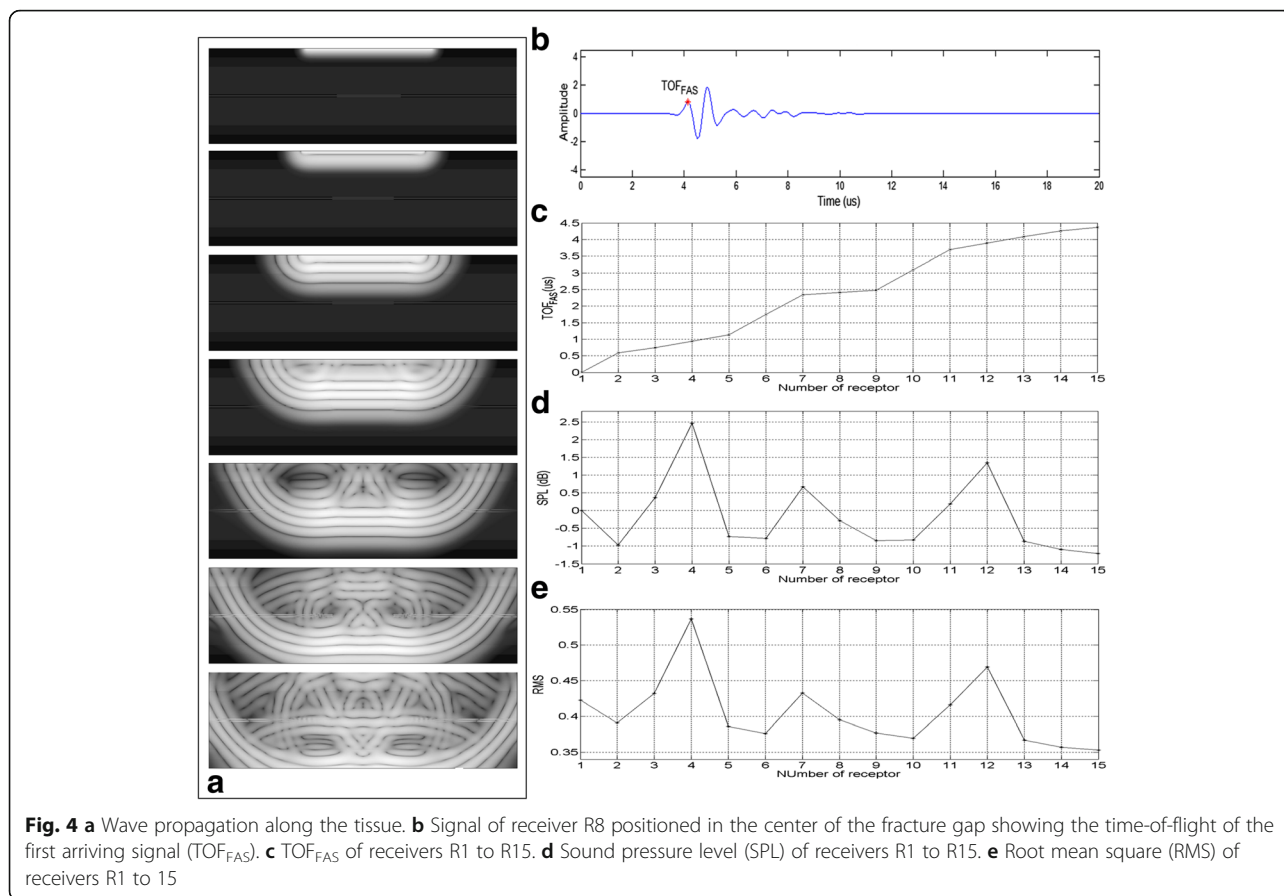 a
b
TOFFAS
Amplitude
4
2
0
-2
-4
0 2 4 6 8 10 12 14 16 18 20
Time (us)
c
TOFFAS(us)
4.5
4
3.5
3
2.5
2
1.5
1
0.5
0
1 2 3 4 5 6 7 8 9 10 11 12 13 14 15
Number of receptor
d
SPL (dB)
2.5
2
1.5
1
0.5
0
-0.5
-1
-1.5
1 2 3 4 5 6 7 8 9 10 11 12 13 14 15
Number of receptor
e
RMS
0.55
0.5
0.45
0.4
0.35
1 2 3 4 5 6 7 8 9 10 11 12 13 14 15
NUmber of receptor
Fig. 4 a Wave propagation along the tissue. b Signal of receiver R8 positioned in the center of the fracture gap showing the time-of-flight of the
first arriving signal (TOFFAS). c TOFFAS of receivers R1 to R15. d Sound pressure level (SPL) of receivers R1 to R15. e Root mean square (RMS) of
receivers R1 to 15